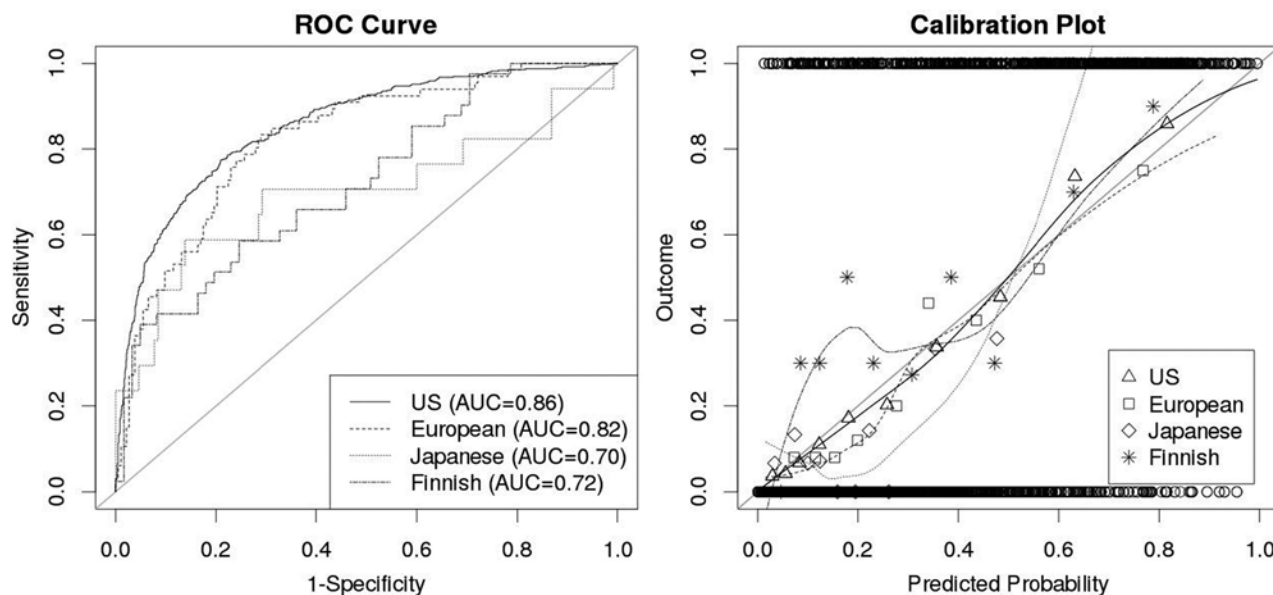 ROC Curve
Sensitivity
0.0 0.2 0.4 0.6 0.8 1.0
US (AUC=0.86)
European (AUC=0.82)
Japanese (AUC=0.70)
Finnish (AUC=0.72)
0.0 0.2 0.4 0.6 0.8 1.0
1-Specificity
Calibration Plot
Outcome
0.0 0.2 0.4 0.6 0.8 1.0
US
European
Japanese
Finnish
0.0 0.2 0.4 0.6 0.8 1.0
Predicted Probability